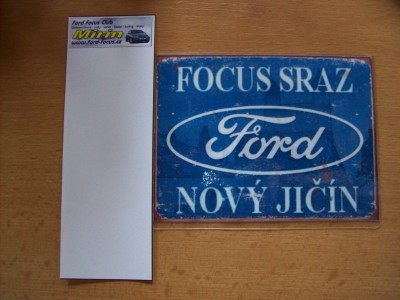 Ford Focus Club
Mirin
www.ford-focus.cz
FOCUS SRAZ
Ford
NOVÝ JIČÍN